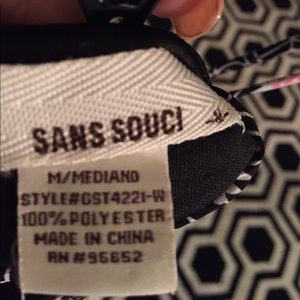 SANS SOUCI
M/MEDIANO
STYLE#GST4221-W
100% POLYESTER
MADE IN CHINA
RN#95652